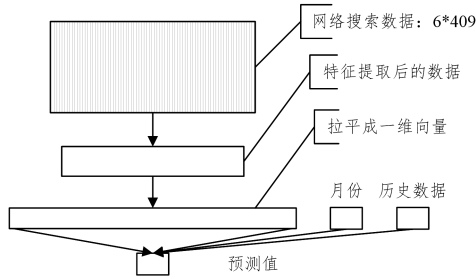 网络搜索数据：6*409
特征提取后的数据
拉平成一维向量
月份 历史数据
预测值